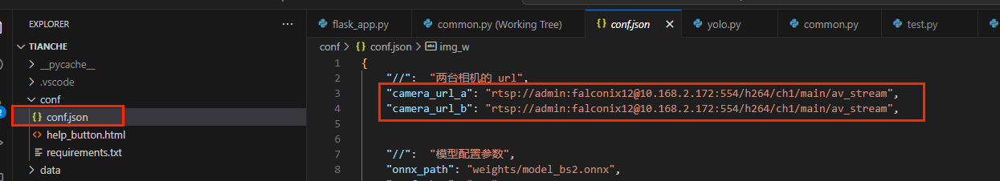 EXPLORER
TIANCHE
__pycache__
.vscode
conf
conf.json
help_button.html
requirements.txt
data
flask_app.py
common.py (Working Tree)
conf.json
yolo.py
common.py
test.py
conf > conf.json > img_w
1 {
2 "//": "两台相机的 url",
3 "camera_url_a": "rtsp://admin:falconix12@10.168.2.172:554/h264/ch1/main/av_stream",
4 "camera_url_b": "rtsp://admin:falconix12@10.168.2.172:554/h264/ch1/main/av_stream",
5
6
7 "//": "模型配置参数",
8 "onnx_path": "weights/model_bs2.onnx",